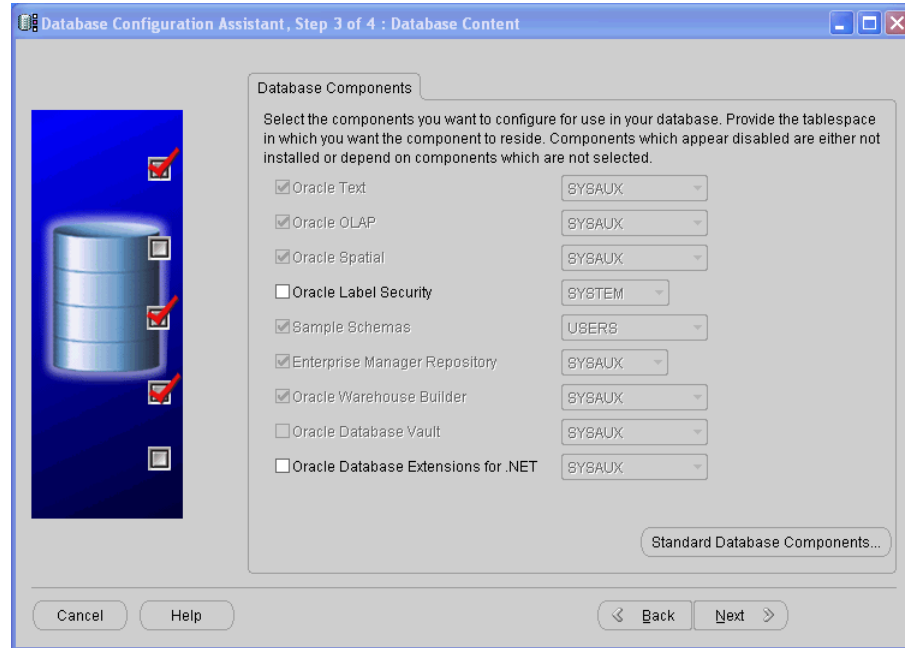 Database Configuration Assistant, Step 3 of 4 : Database Content
Database Components
Select the components you want to configure for use in your database. Provide the tablespace
in which you want the component to reside. Components which appear disabled are either not
installed or depend on components which are not selected.
Oracle Text SYSAUX
Oracle OLAP SYSAUX
Oracle Spatial SYSAUX
Oracle Label Security SYSTEM
Sample Schemas USERS
Enterprise Manager Repository SYSAUX
Oracle Warehouse Builder SYSAUX
Oracle Database Vault SYSAUX
Oracle Database Extensions for .NET SYSAUX
Standard Database Components...
Cancel Help Back Next